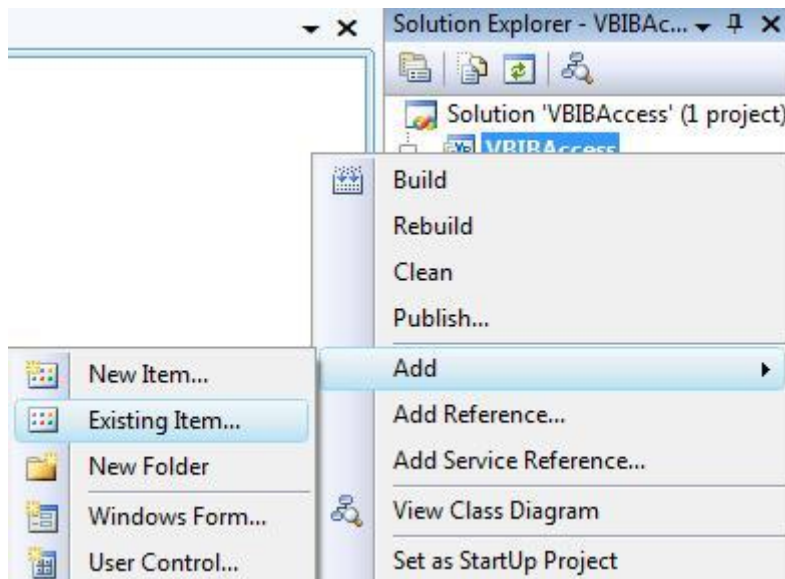 Solution Explorer - VBIBAc...
Solution 'VBIBAccess' (1 project)
VBIBAccess
Build
Rebuild
Clean
Publish...
Add
Add Reference...
Add Service Reference...
View Class Diagram
Set as StartUp Project
New Item...
Existing Item...
New Folder
Windows Form...
User Control...